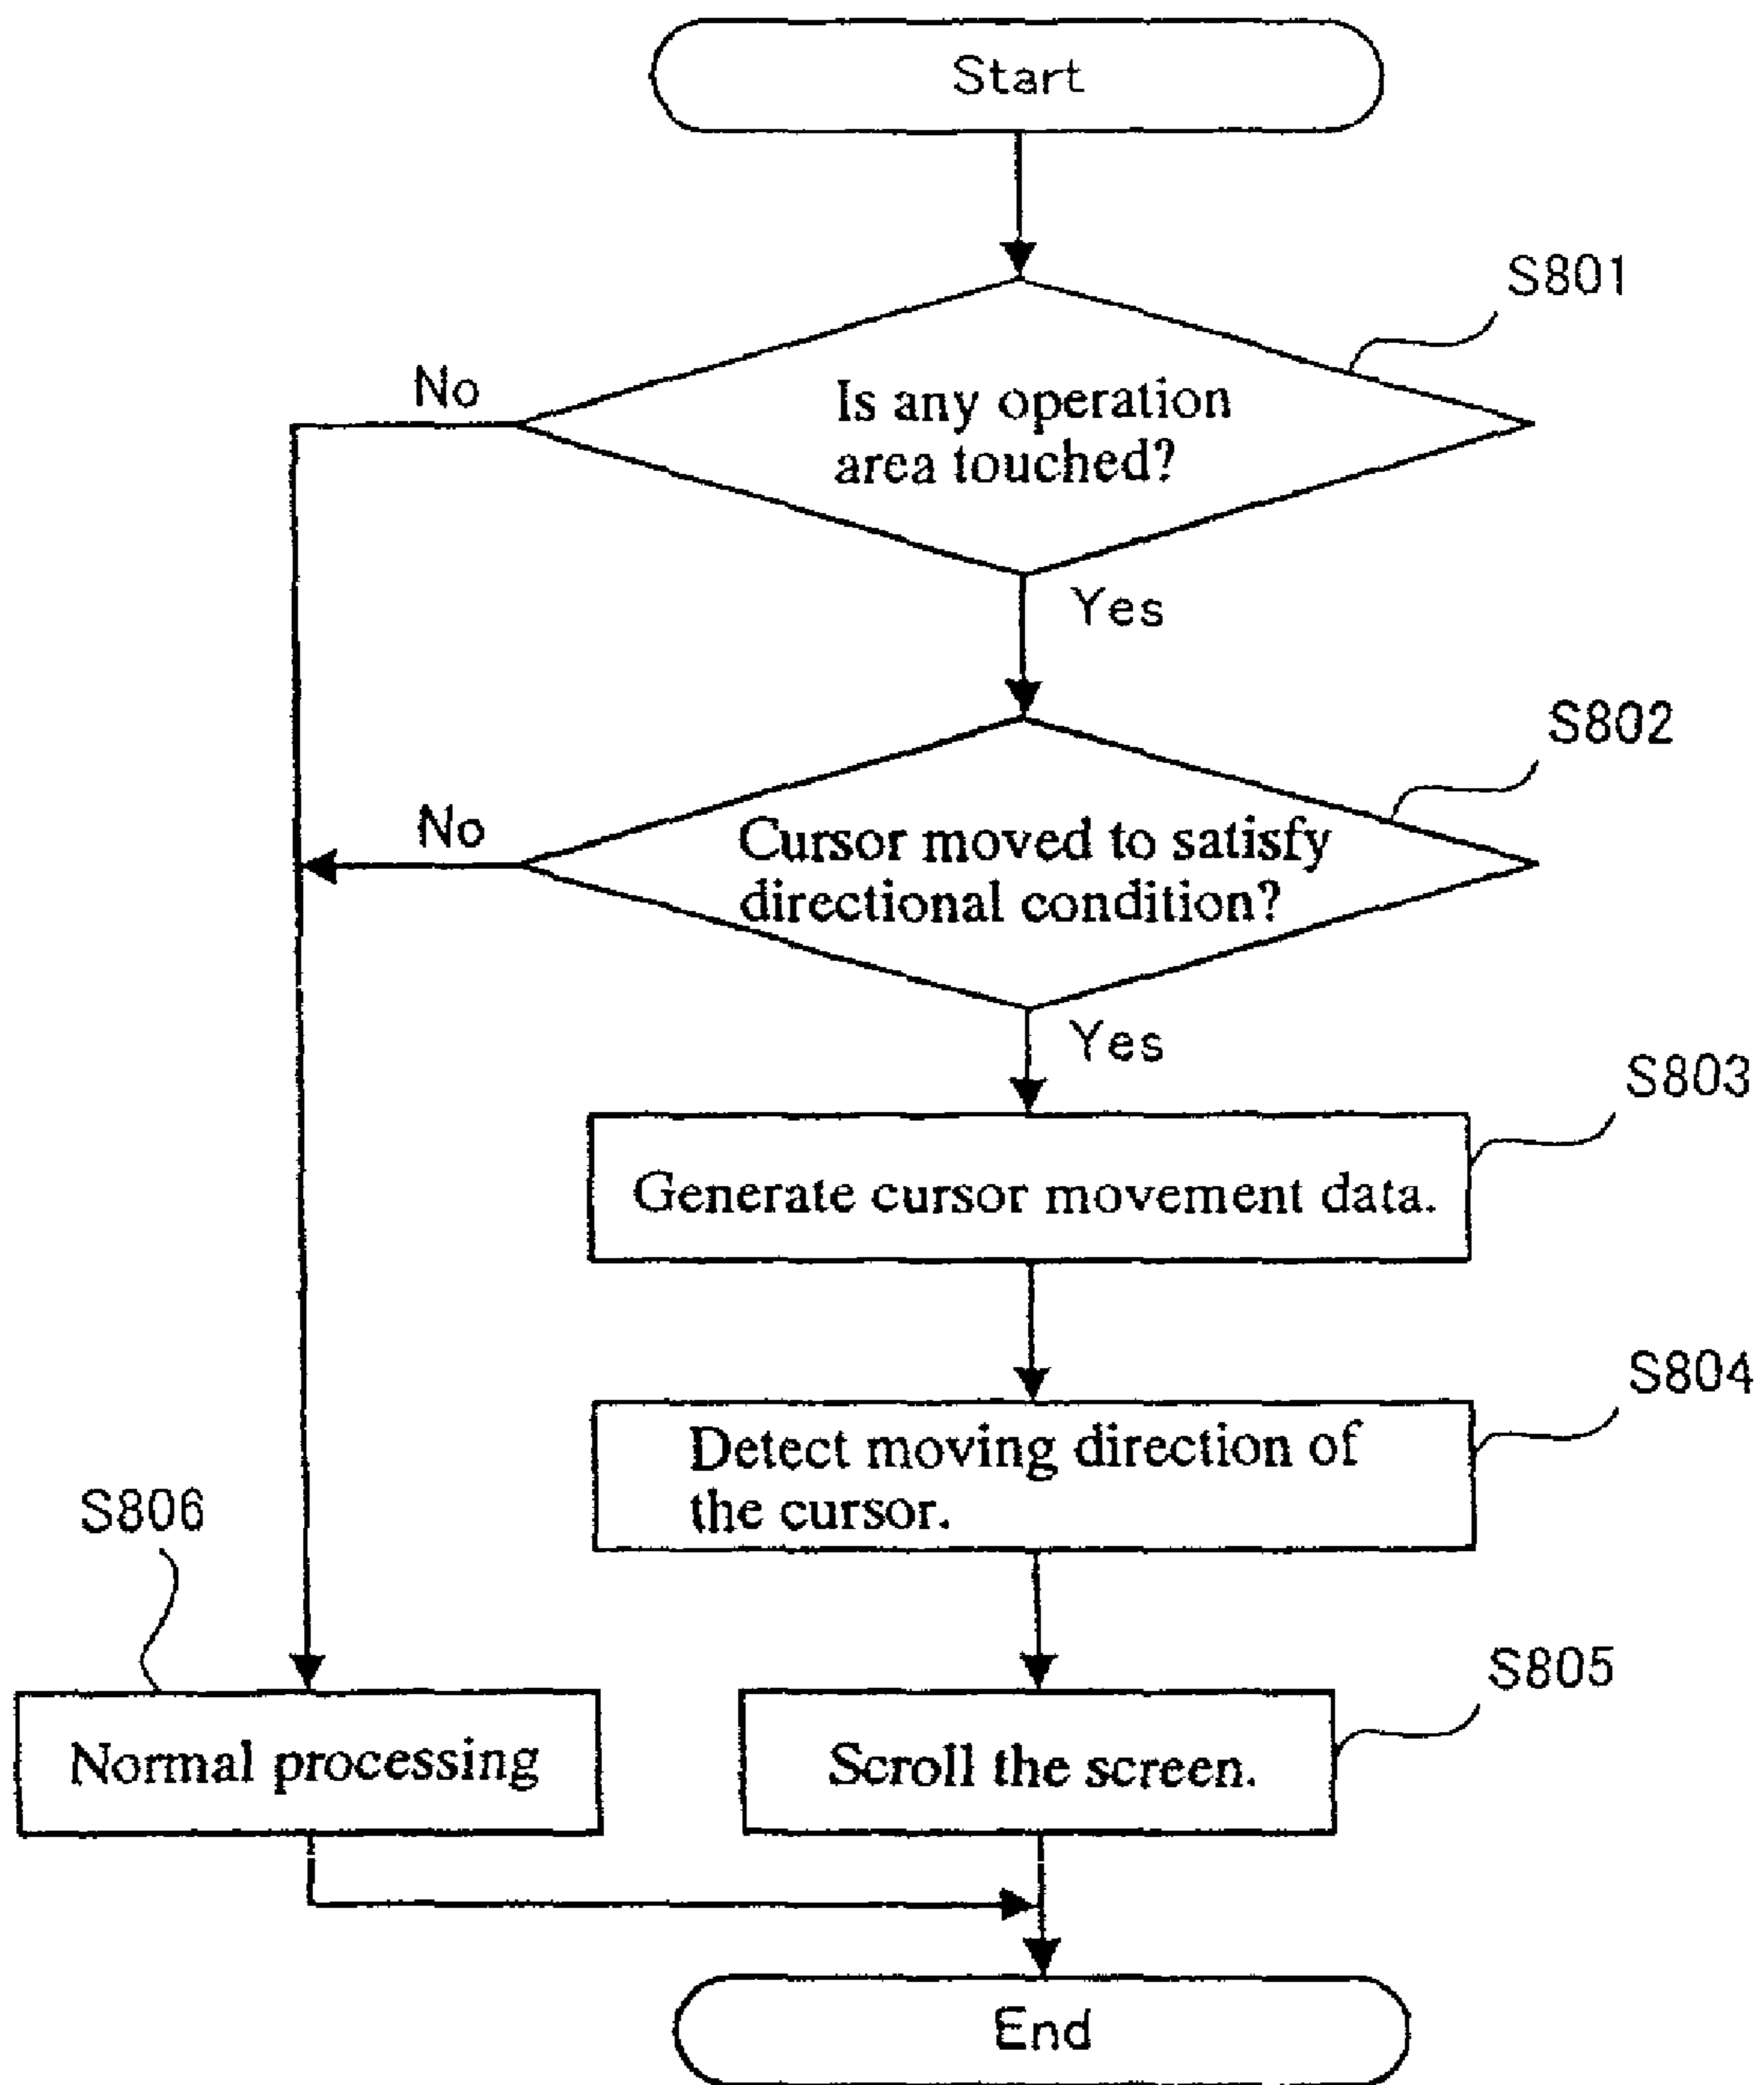 Start
S801
No
Is any operation
area touched?
Yes
S802
No
Cursor moved to satisfy
directional condition?
Yes
S803
Generate cursor movement data.
S804
Detect moving direction of
the cursor.
S806
S805
Normal processing
Scroll the screen.
End